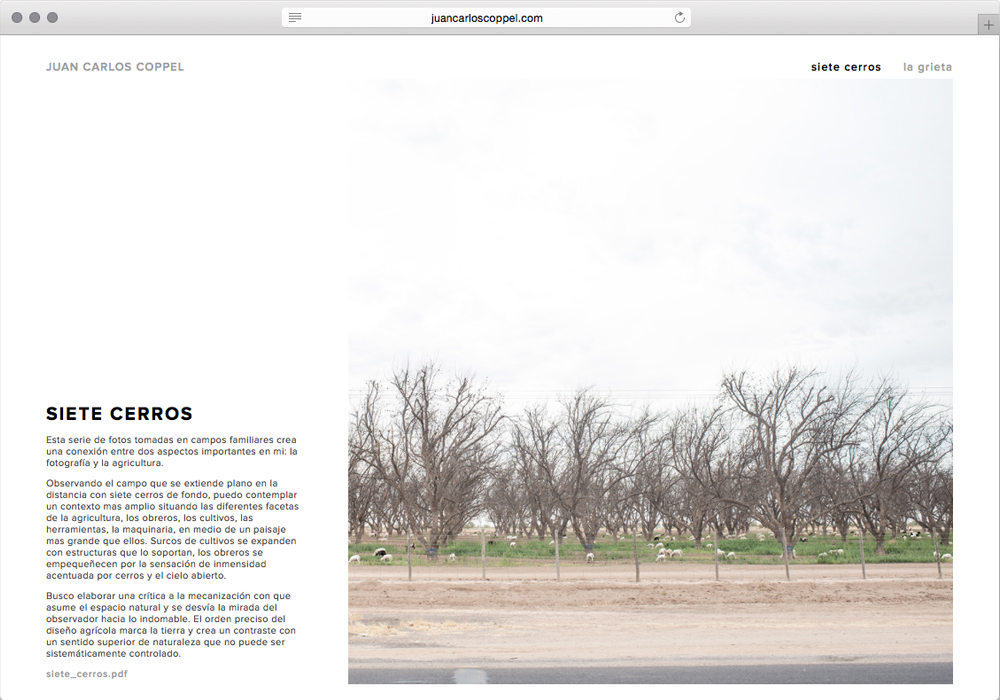 juancarloscoppel.com
JUAN CARLOS COPPEL
siete cerros
la grieta
SIETE CERROS
Esta serie de fotos tomadas en campos familiares crea
una conexión entre dos aspectos importantes en mi: la
fotografía y la agricultura.
Observando el campo que se extiende plano en la
distancia con siete cerros de fondo, puedo contemplar
un contexto mas amplio situando las diferentes facetas
de la agricultura, los obreros, los cultivos, las
herramientas, la maquinaria, en medio de un paisaje
mas grande que ellos. Surcos de cultivos se expanden
con estructuras que lo soportan, los obreros se
empequeñecen por la sensación de inmensidad
acentuada por cerros y el cielo abierto.
Busco elaborar una crítica a la mecanización con que
asume el espacio natural y se desvía la mirada del
observador hacia lo indomable. El orden preciso del
diseño agrícola marca la tierra y crea un contraste con
un sentido superior de naturaleza que no puede ser
sistemáticamente controlado.
siete_cerros.pdf